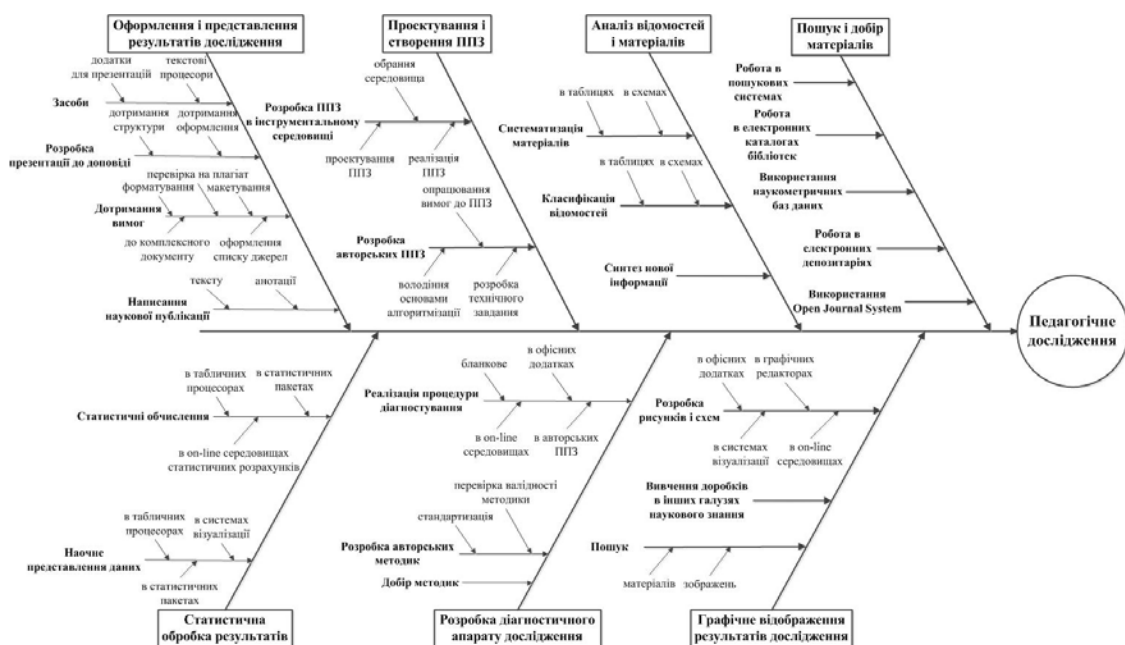 Оформлення і представлення
результатів дослідження
додатки
для презентацій
текстові
процесори
Засоби
дотримання
структури
дотримання
оформлення
Розробка
презентації до доповіді
перевірка на плагіат
форматування
макетування
Дотримання
вимог
до комплексного
документу
оформлення
списку джерел
тексту
анотації
Написання
наукової публікації
Проектування і
створення ППЗ
обрання
середовища
Розробка ППЗ
в інструментальному
середовищі
проектування
ППЗ
реалізація
ППЗ
опрацювання
вимог до ППЗ
Розробка
авторських ППЗ
володіння
основами
алгоритмізації
розробка
технічного
завдання
Аналіз відомостей
і матеріалів
в таблицях
в схемах
Систематизація
матеріалів
в таблицях
в схемах
Класифікація
відомостей
Синтез нової
інформації
Пошук і добір
матеріалів
Робота в
пошукових
системах
Робота
в електронних
каталогах
бібліотек
Використання
наукометричних
баз даних
Робота в
електронних
депозитаріях
Використання
Open Journal System
Педагогічне
дослідження
в табличних
процесорах
в статистичних
пакетах
Статистичні обчислення
в on-line середовищах
статистичних розрахунків
в табличних
процесорах
в системах
візуалізації
Наочне
представлення даних
в статистичних
пакетах
Статистична
обробка результатів
бланкове
в офісних
додатках
Реалізація процедури
діагностування
в on-line
середовищах
в авторських
ППЗ
перевірка валідності
методики
стандартизація
Розробка авторських
методик
Добір методик
Розробка діагностичного
апарату дослідження
в офісних
додатках
в графічних
редакторах
Розробка
рисунків і схем
в системах
візуалізації
в on-line
середовищах
Вивчення доробків
в інших галузях
наукового знання
Пошук
матеріалів
зображень
Графічне відображення
результатів дослідження